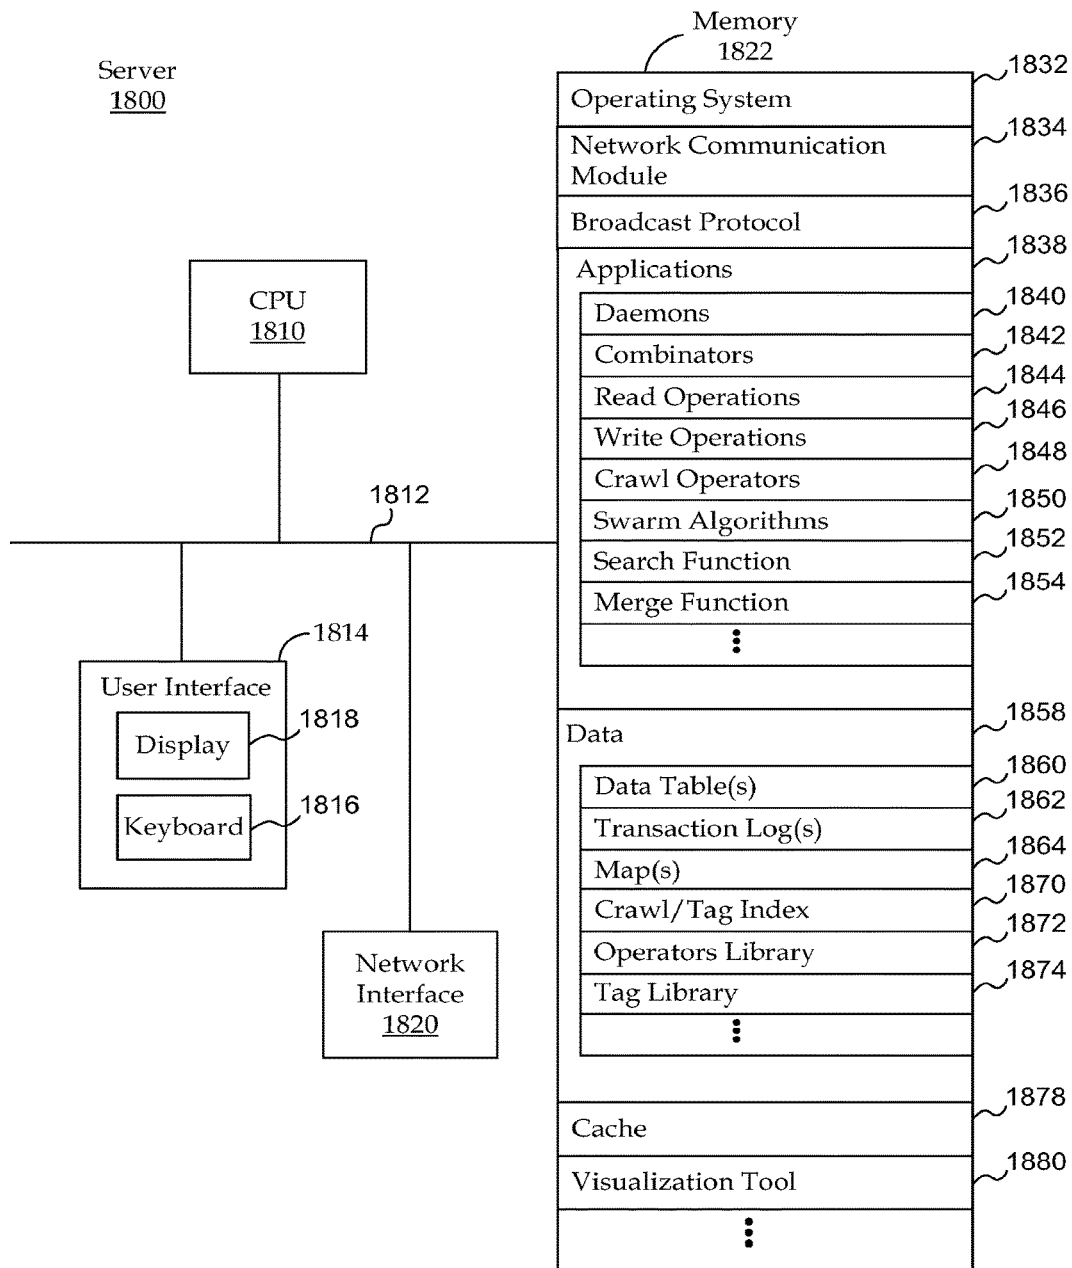 Server
1800
Memory
1822
Operating System
1832
Network Communication
Module
1834
Broadcast Protocol
1836
Applications
1838
Daemons
1840
Combinators
1842
Read Operations
1844
Write Operations
1846
Crawl Operators
1848
Swarm Algorithms
1850
Search Function
1852
Merge Function
1854
CPU
1810
1812
1814
User Interface
Display
1818
Keyboard
1816
Network
Interface
1820
Data
1858
Data Table(s)
1860
Transaction Log(s)
1862
Map(s)
1864
Crawl/Tag Index
1870
Operators Library
1872
Tag Library
1874
Cache
1878
Visualization Tool
1880